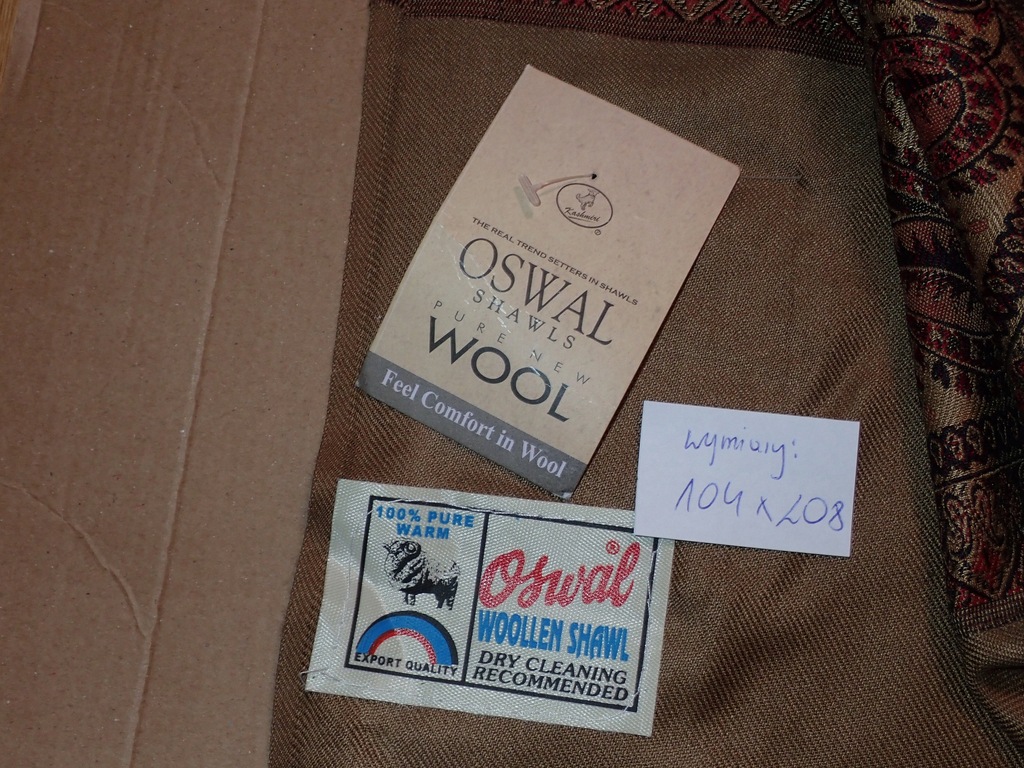 Kashmiri
THE REAL TREND SETTERS IN SHAWLS
OSWAL
SHAWLS
PURE NEW
WOOL
Feel Comfort in Wool
wymiary:
104 x 208
100% PURE
WARM
EXPORT QUALITY
Oswal®
WOOLLEN SHAWL
DRY CLEANING
RECOMMENDED